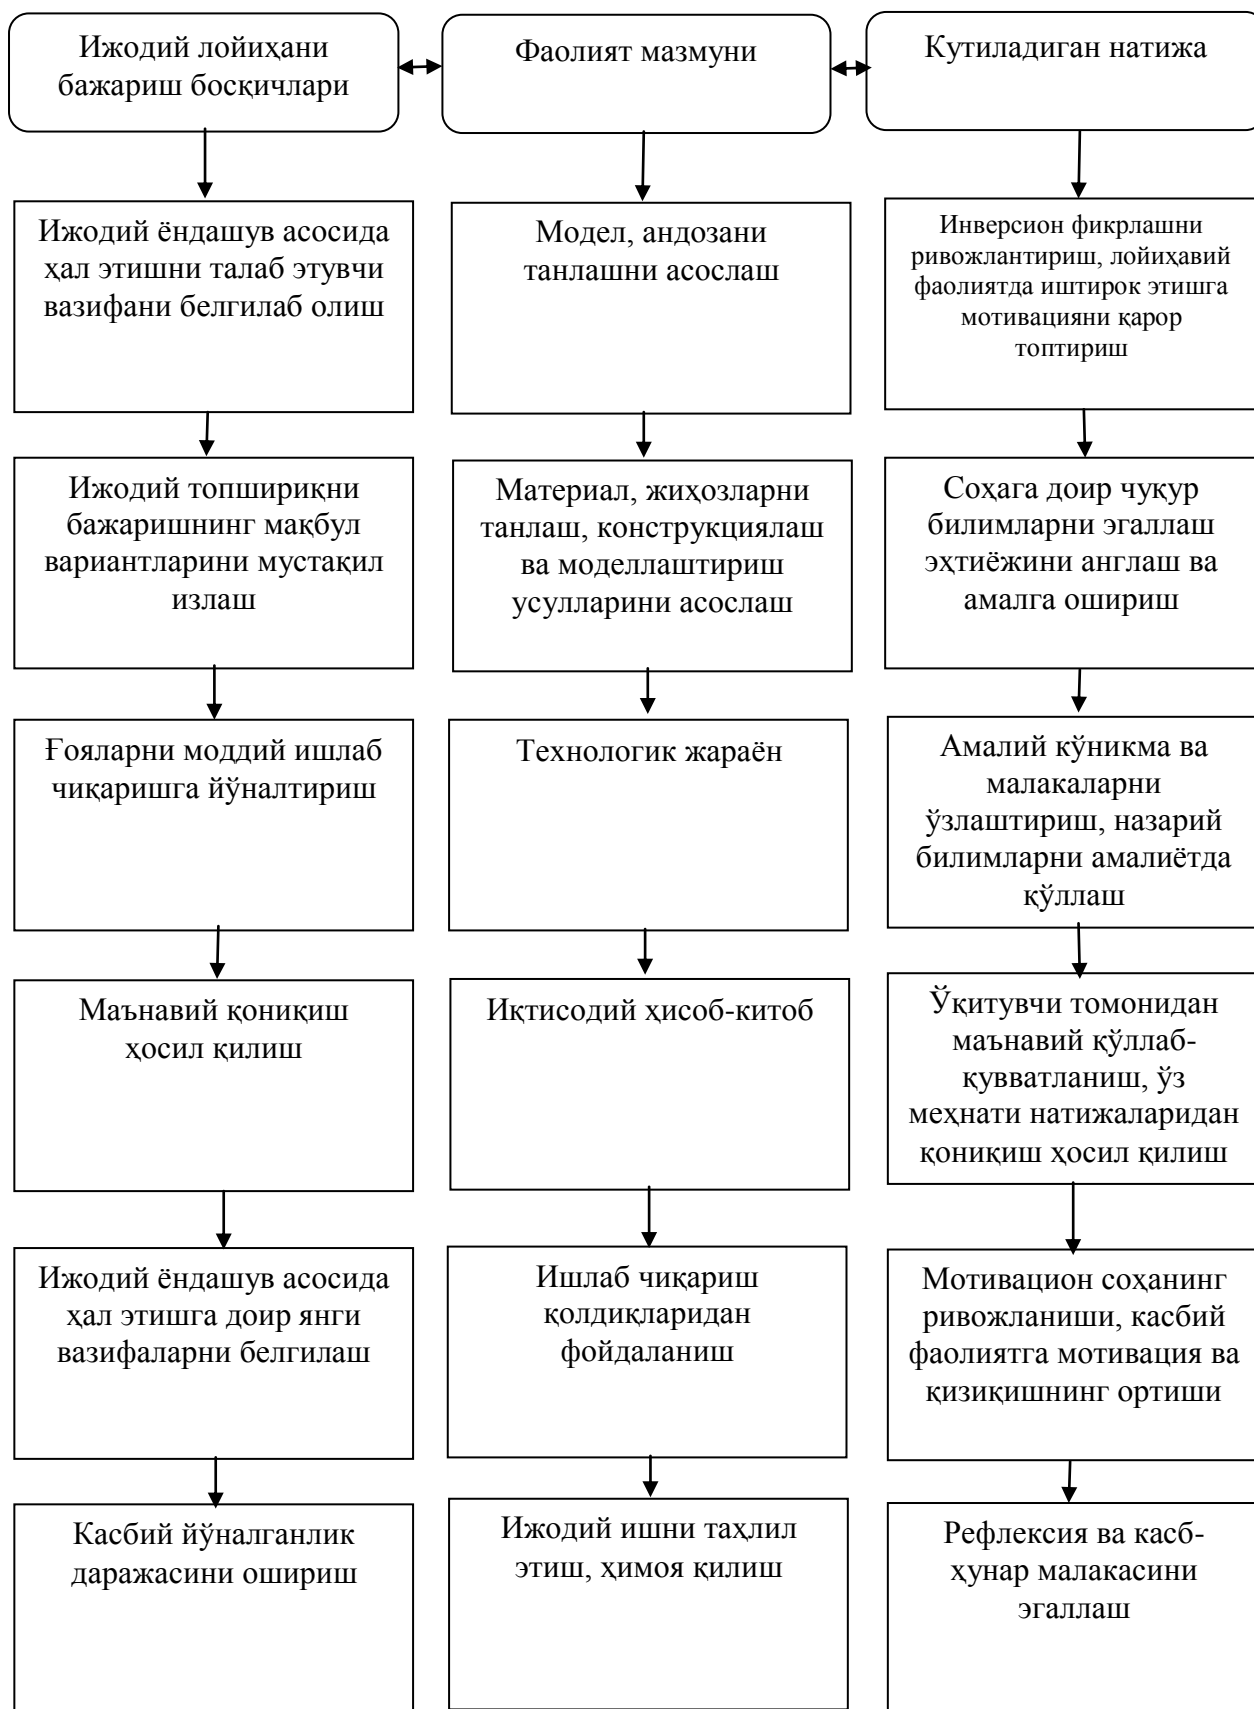 Ижодий лойиҳани
бажариш босқичлари
Фаолият мазмуни
Кутиладиган натижа
Ижодий ёндашув асосида
ҳал этишни талаб этувчи
вазифани белгилаб олиш
Модел, андозани
танлашни асослаш
Инверсион фикрлашни
ривожлантириш, лойиҳавий
фаолиятда иштирок этишга
мотивацияни қарор
топтириш
Ижодий топшириқни
бажаришнинг мақбул
вариантларини мустақил
излаш
Материал, жиҳозларни
танлаш, конструкциялаш
ва моделлаштириш
усулларини асослаш
Соҳага доир чуқур
билимларни эгаллаш
эҳтиёжини англаш ва
амалга ошириш
Ғояларни моддий ишлаб
чиқаришга йўналтириш
Технологик жараён
Амалий кўникма ва
малакаларни
ўзлаштириш, назарий
билимларни амалиётда
қўллаш
Маънавий қониқиш
ҳосил қилиш
Иқтисодий ҳисоб-китоб
Ўқитувчи томонидан
маънавий қўллаб-
қувватланиш, ўз
меҳнати натижаларидан
қониқиш ҳосил қилиш
Ижодий ёндашув асосида
ҳал этишга доир янги
вазифаларни белгилаш
Ишлаб чиқариш
қолдиқларидан
фойдаланиш
Мотивацион соҳанинг
ривожланиши, касбий
фаолиятга мотивация ва
қизиқишнинг ортиши
Касбий йўналганлик
даражасини ошириш
Ижодий ишни таҳлил
этиш, ҳимоя қилиш
Рефлексия ва касб-
ҳунар малакасини
эгаллаш